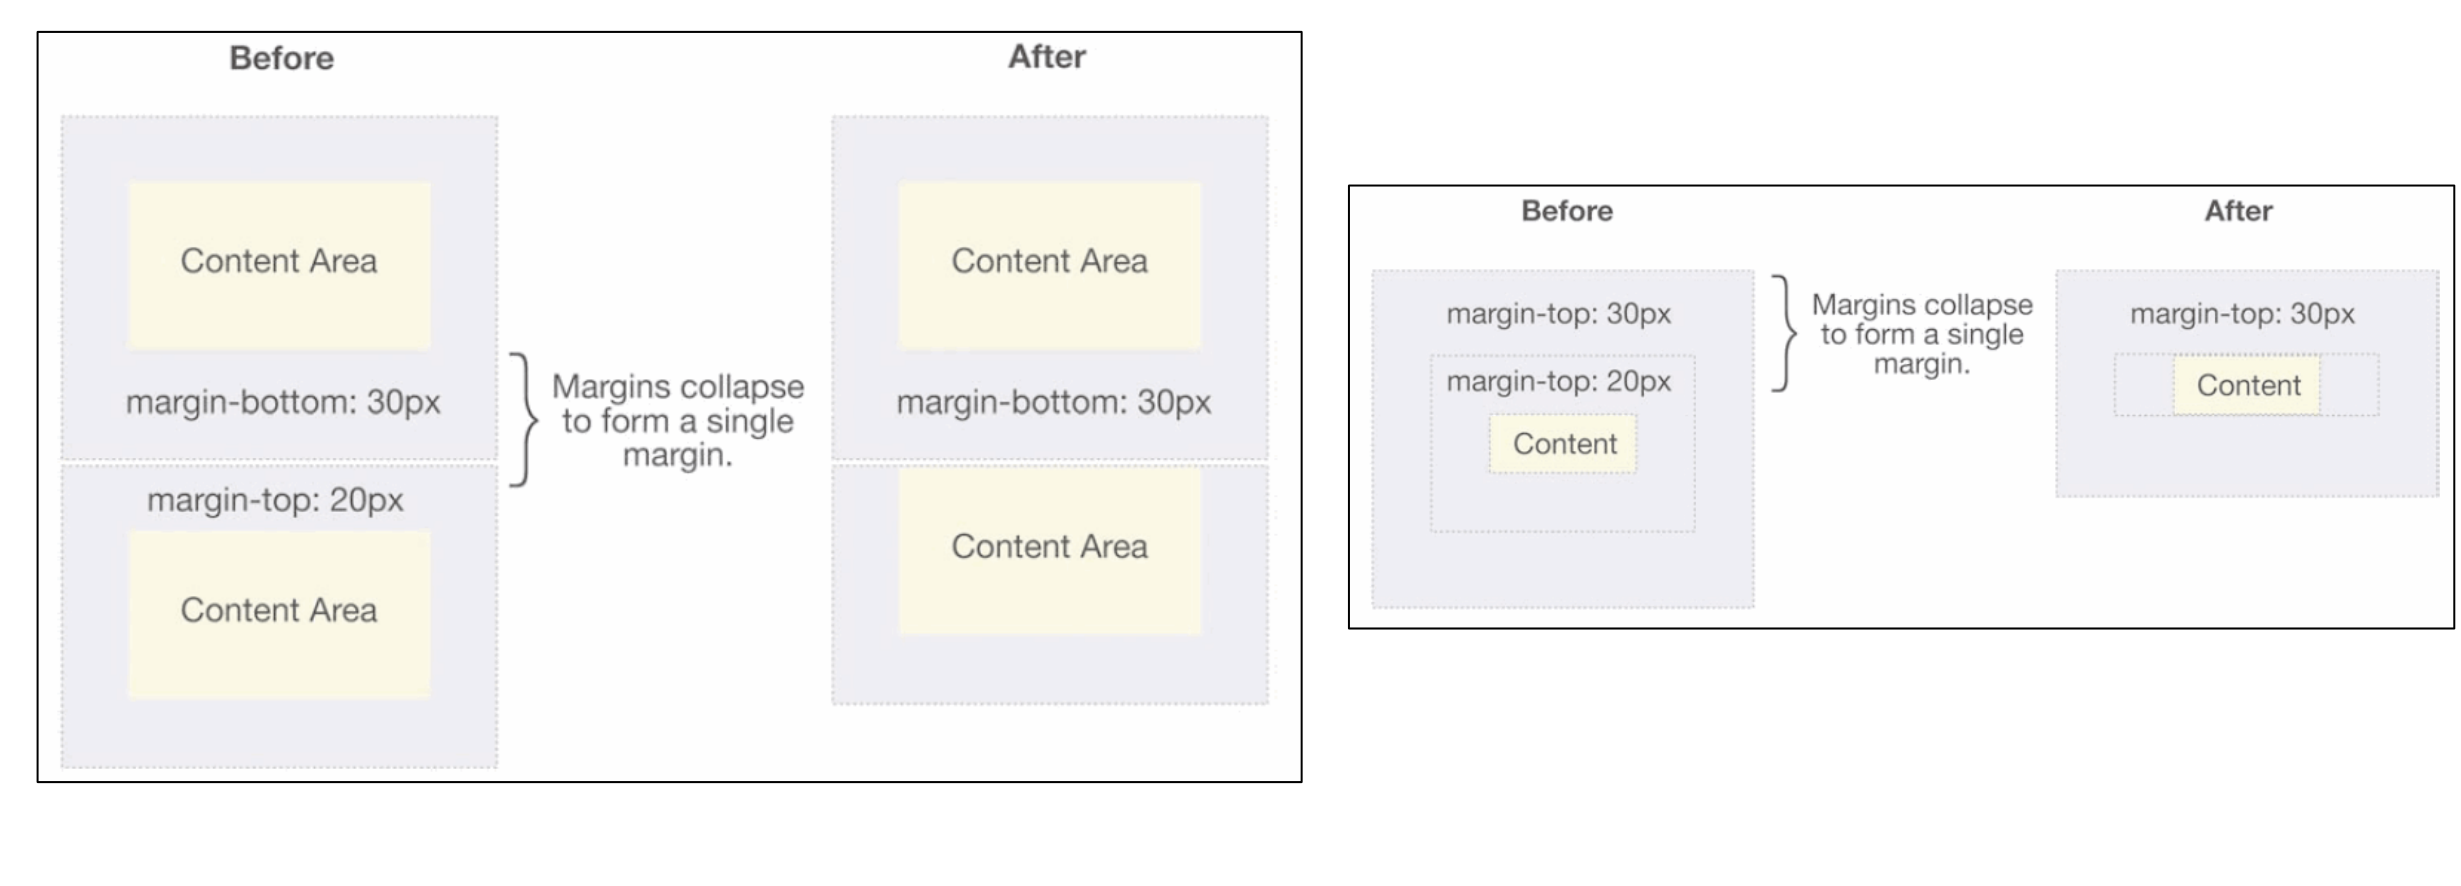 Before
After
Content Area
Content Area
margin-bottom: 30px
Margins collapse
to form a single
margin.
margin-bottom: 30px
margin-top: 20px
Content Area
Content Area
Before
After
margin-top: 30px
Margins collapse
to form a single
margin.
margin-top: 30px
margin-top: 20px
Content
Content